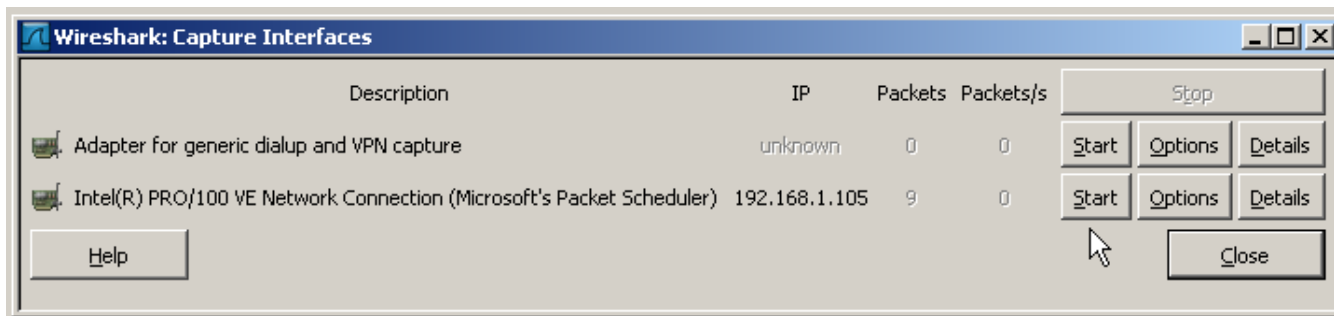 Wireshark: Capture Interfaces
Description IP Packets Packets/s Stop
Adapter for generic dialup and VPN capture unknown 0 0 Start Options Details
Intel(R) PRO/100 VE Network Connection (Microsoft's Packet Scheduler) 192.168.1.105 9 0 Start Options Details
Help Close